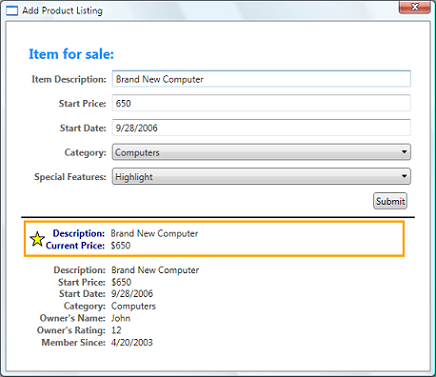 Add Product Listing
Item for sale:
Item Description: Brand New Computer
Start Price: 650
Start Date: 9/28/2006
Category: Computers
Special Features: Highlight
Submit
Description: Brand New Computer
Current Price: $650
Description: Brand New Computer
Start Price: $650
Start Date: 9/28/2006
Category: Computers
Owner's Name: John
Owner's Rating: 12
Member Since: 4/20/2003